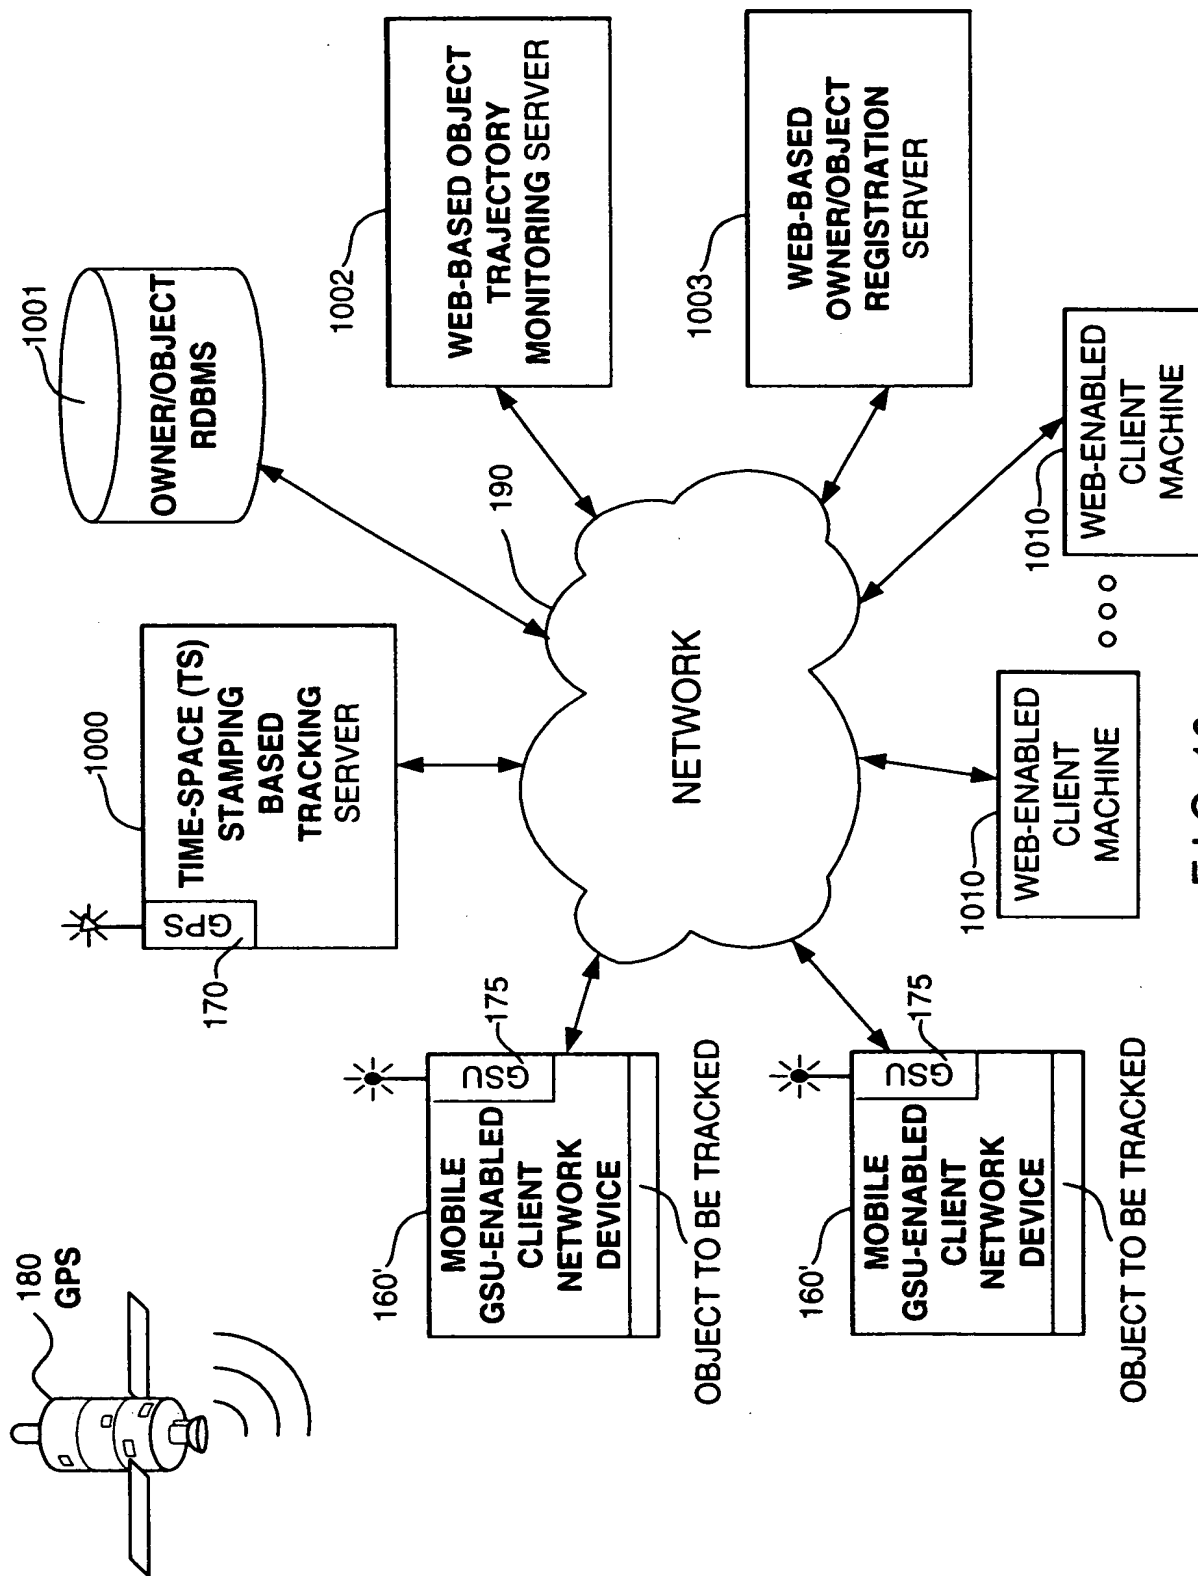 180
GPS
1000
TIME-SPACE (TS)
STAMPING
BASED
TRACKING
SERVER
GPS
170
1001
OWNER/OBJECT
RDBMS
1002
WEB-BASED OBJECT
TRAJECTORY
MONITORING SERVER
190
NETWORK
160'
MOBILE
GSU-ENABLED
CLIENT
NETWORK
DEVICE
GSU
175
OBJECT TO BE TRACKED
160'
MOBILE
GSU-ENABLED
CLIENT
NETWORK
DEVICE
GSU
175
OBJECT TO BE TRACKED
1003
WEB-BASED
OWNER/OBJECT
REGISTRATION
SERVER
1010
WEB-ENABLED
CLIENT
MACHINE
1010
WEB-ENABLED
CLIENT
MACHINE